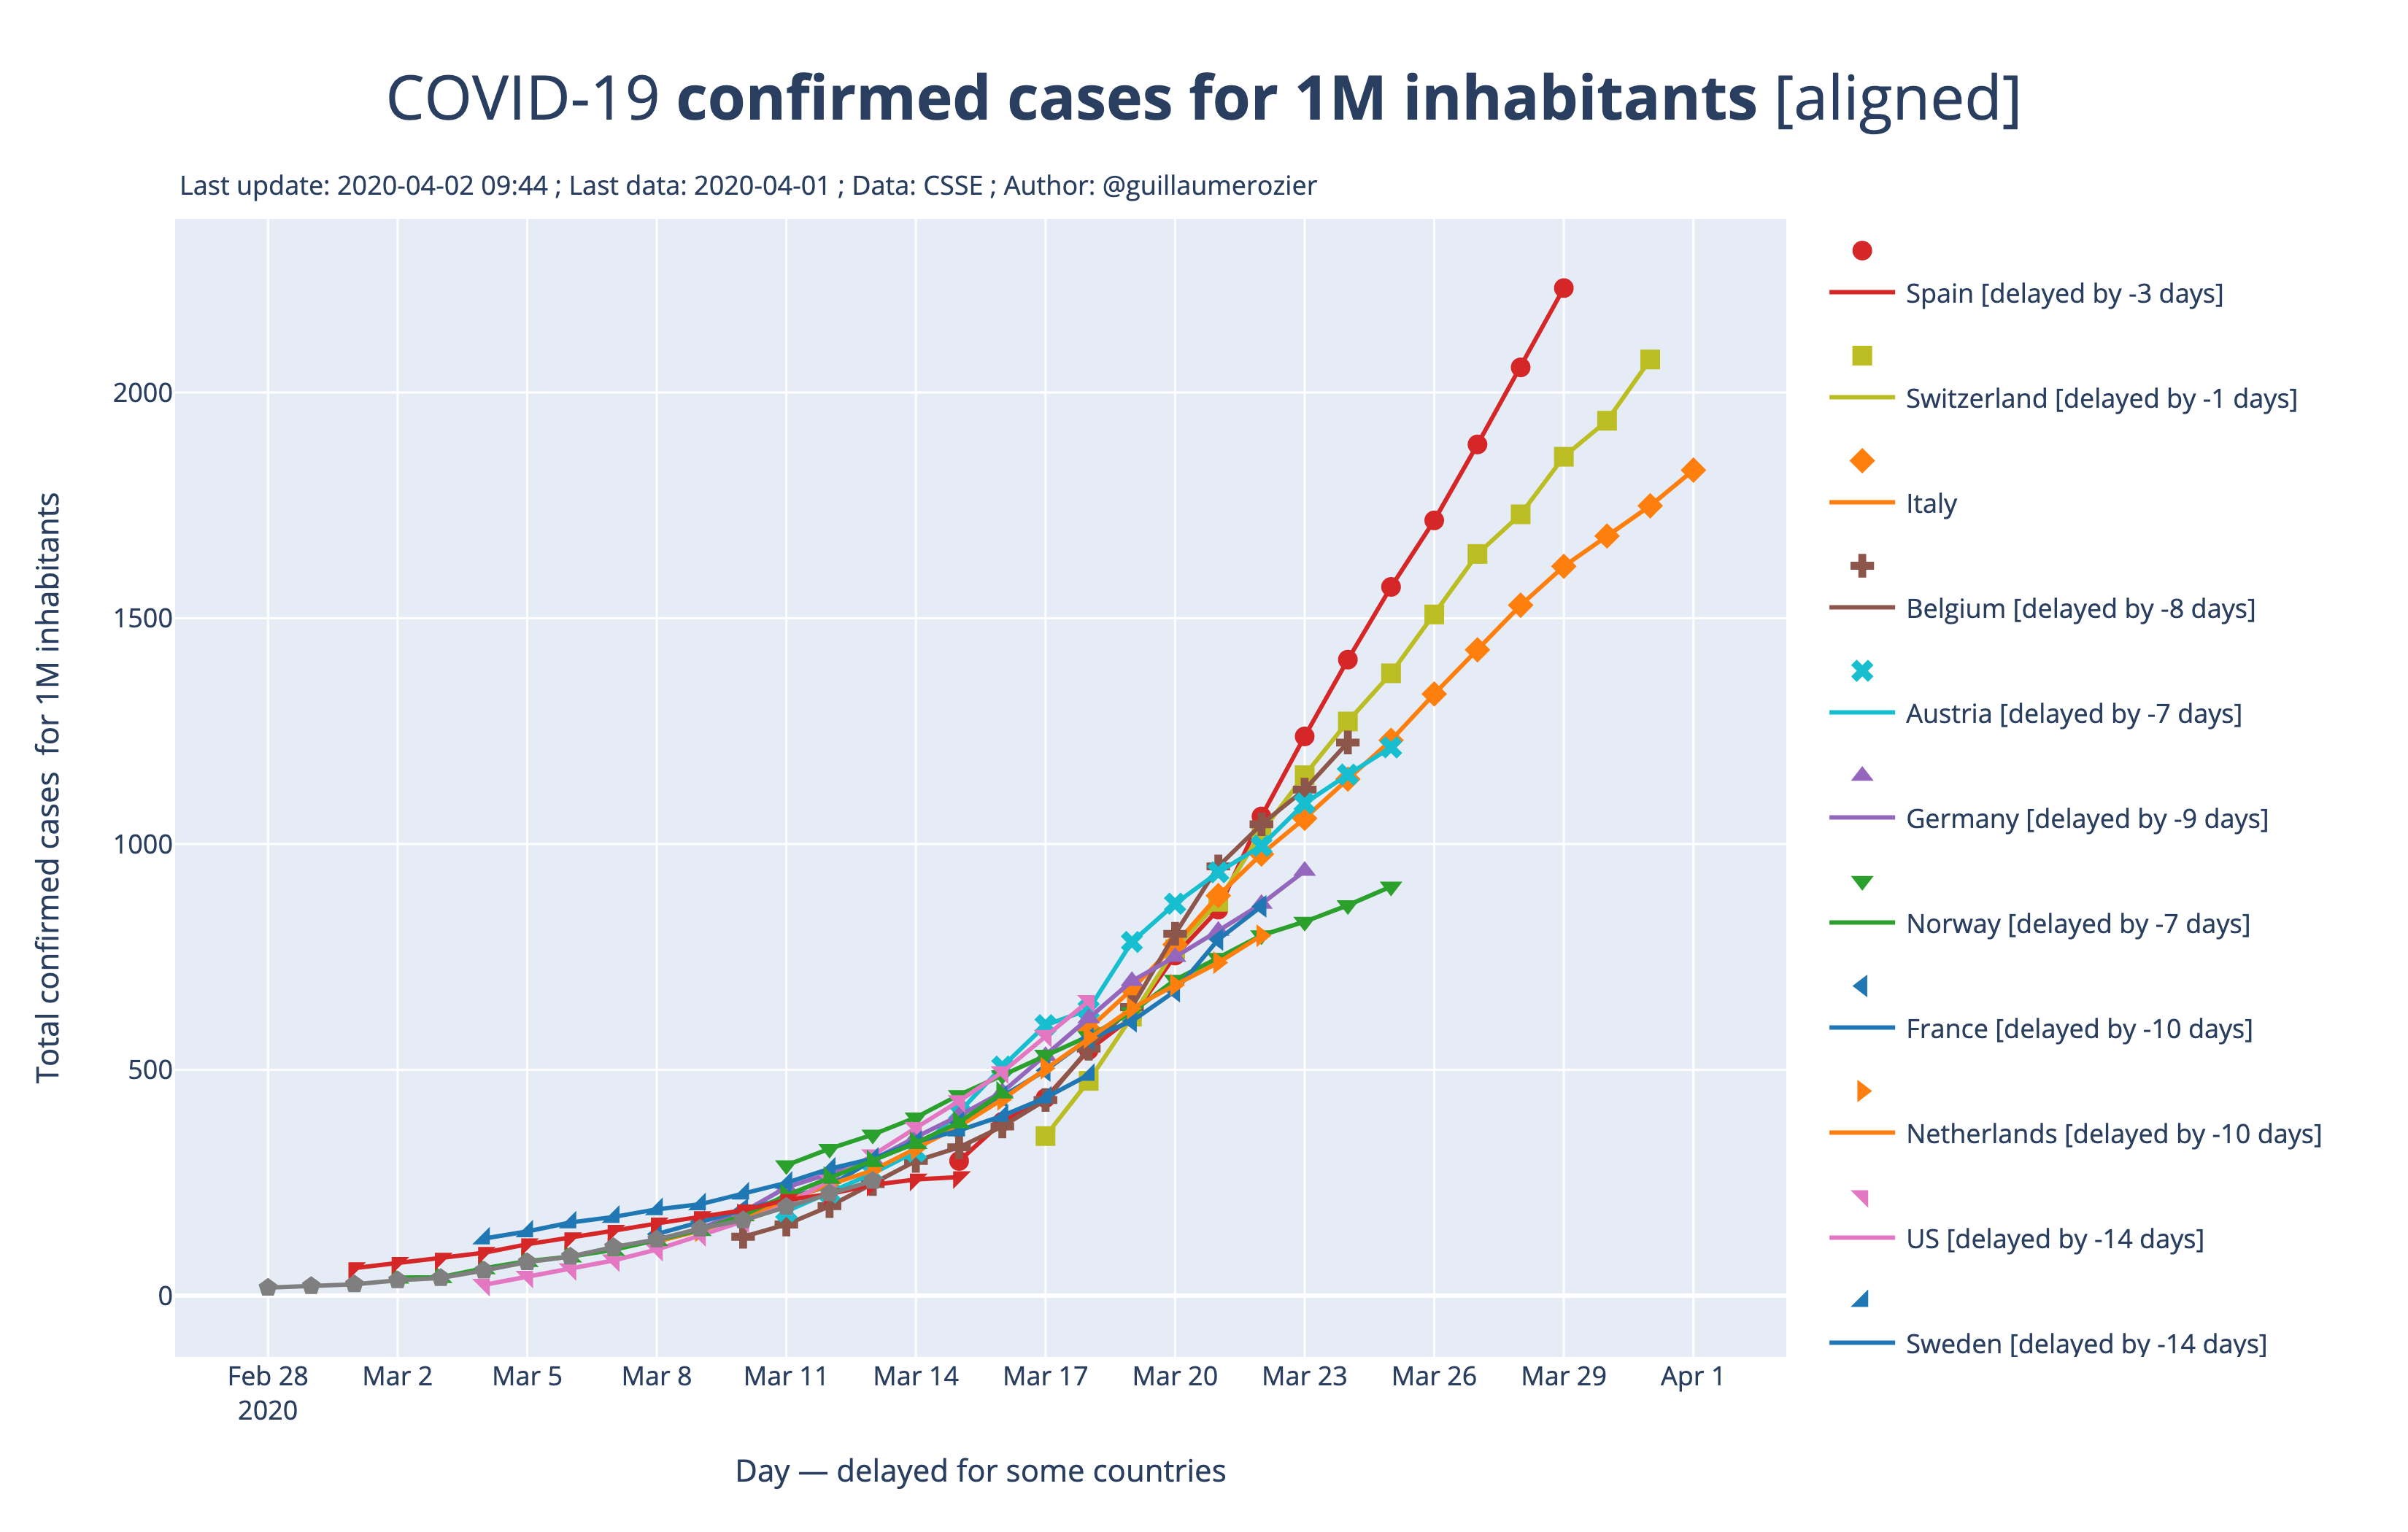 COVID-19 confirmed cases for 1M inhabitants [aligned]
Last update: 2020-04-02 09:44 ; Last data: 2020-04-01 ; Data: CSSE ; Author: @guillaumerozier
Total confirmed cases for 1M inhabitants
2000
1500
1000
500
0
Feb 28
2020
Mar 2
Mar 5
Mar 8
Mar 11
Mar 14
Mar 17
Mar 20
Mar 23
Mar 26
Mar 29
Apr 1
Day — delayed for some countries
Spain [delayed by -3 days]
Switzerland [delayed by -1 days]
Italy
Belgium [delayed by -8 days]
Austria [delayed by -7 days]
Germany [delayed by -9 days]
Norway [delayed by -7 days]
France [delayed by -10 days]
Netherlands [delayed by -10 days]
US [delayed by -14 days]
Sweden [delayed by -14 days]